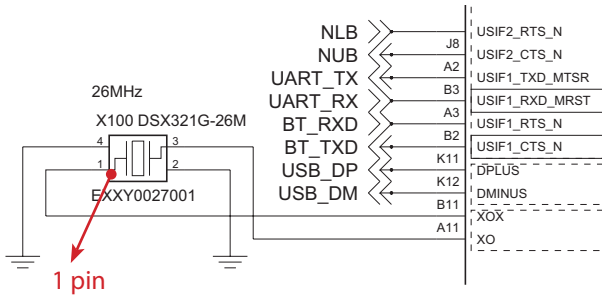 NLB USIF2_RTS_N
J8
NUB USIF2_CTS_N
A2
UART_TX USIF1_TXD_MTSR
26MHz
B3
UART_RX USIF1_RXD_MRST
A3
X100 DSX321G-26M
BT_RXD USIF1_RTS_N
B2
4 3
BT_TXD USIF1_CTS_N
K11
1 2
USB_DP DPLUS
K12
EXXY0027001
USB_DM DMINUS
B11
XOX
A11
XO
1 pin